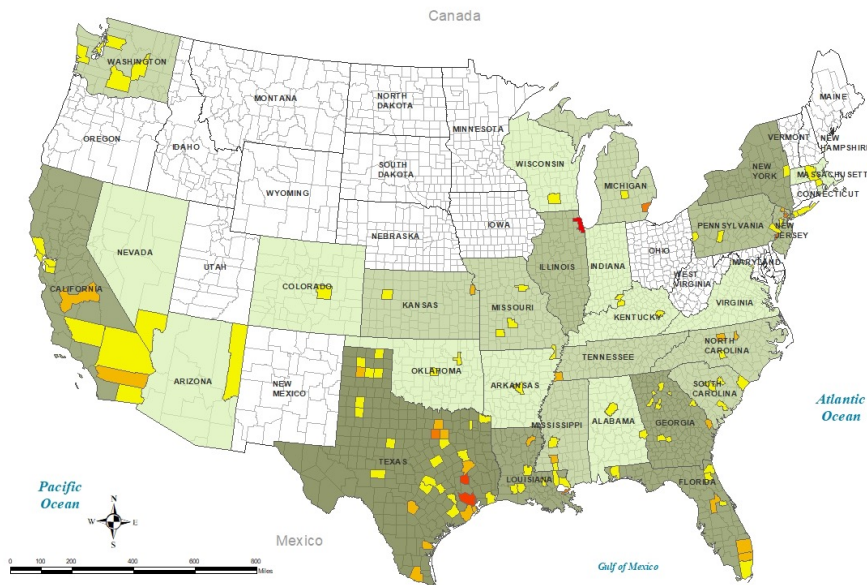 Canada
WASHINGTON
MONTANA
NORTH
DAKOTA
MINNESOTA
MAINE
OREGON
IDAHO
SOUTH
DAKOTA
WISCONSIN
MICHIGAN
VERMONT
NEW
HAMPSHIRE
NEW
YORK
MASSACHUSETT
CONNECTICUT
WYOMING
IOWA
NEBRASKA
PENNSYLVANIA
NEW
JERSEY
NEVADA
UTAH
OHIO
MARYLAND
ILLINOIS
INDIANA
WEST
VIRGINIA
CALIFORNIA
COLORADO
KANSAS
MISSOURI
KENTUCKY
VIRGINIA
NORTH
CAROLINA
TENNESSEE
ARIZONA
NEW
MEXICO
OKLAHOMA
ARKANSAS
SOUTH
CAROLINA
Atlantic
Ocean
MISSISSIPPI
ALABAMA
GEORGIA
TEXAS
LOUISIANA
FLORIDA
Pacific
Ocean
N
W
E
S
Mexico
Gulf of Mexico
0
100
200
400
600
800
Miles